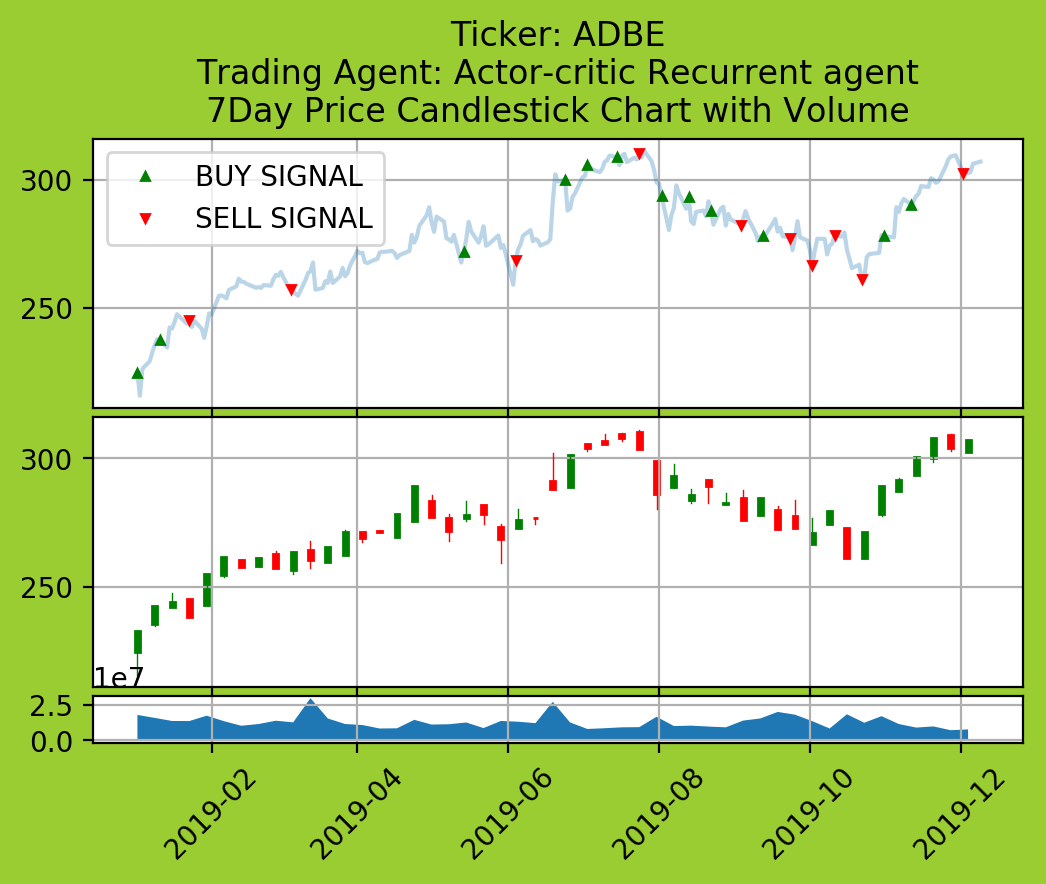 Ticker: ADBE
Trading Agent: Actor-critic Recurrent agent
7Day Price Candlestick Chart with Volume
BUY SIGNAL
SELL SIGNAL
300
250
300
250
1e7
2.5
0.0
2019-02
2019-04
2019-06
2019-08
2019-10
2019-12